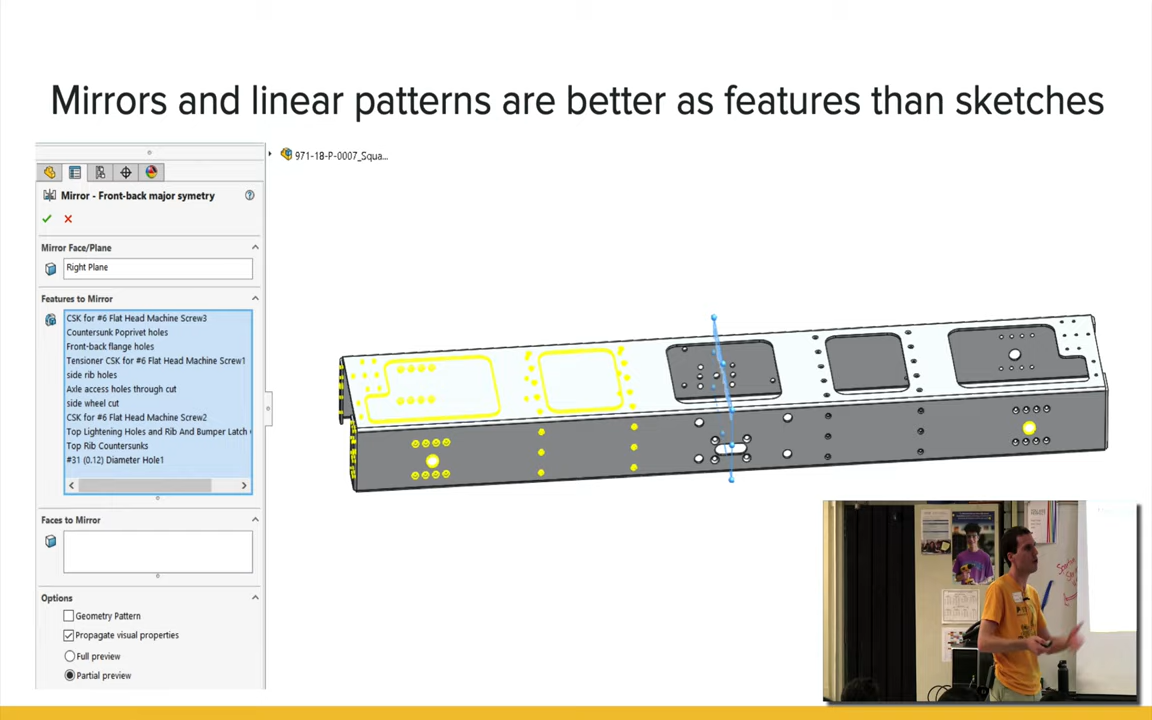 Mirrors and linear patterns are better as features than sketches
971-18-P-0007_Squa...
Mirror - Front-back major symetry
Mirror Face/Plane
Right Plane
Features to Mirror
CSK for #6 Flat Head Machine Screw3
Countersunk Poprivet holes
Front-back flange holes
Tensioner CSK for #6 Flat Head Machine Screw1
side rib holes
Axle access holes through cut
side wheel cut
CSK for #6 Flat Head Machine Screw2
Top Lightening Holes and Rib And Bumper Latch
Top Rib Countersunks
#31 (0.12) Diameter Hole1
Faces to Mirror
Options
Geometry Pattern
Propagate visual properties
Full preview
Partial preview